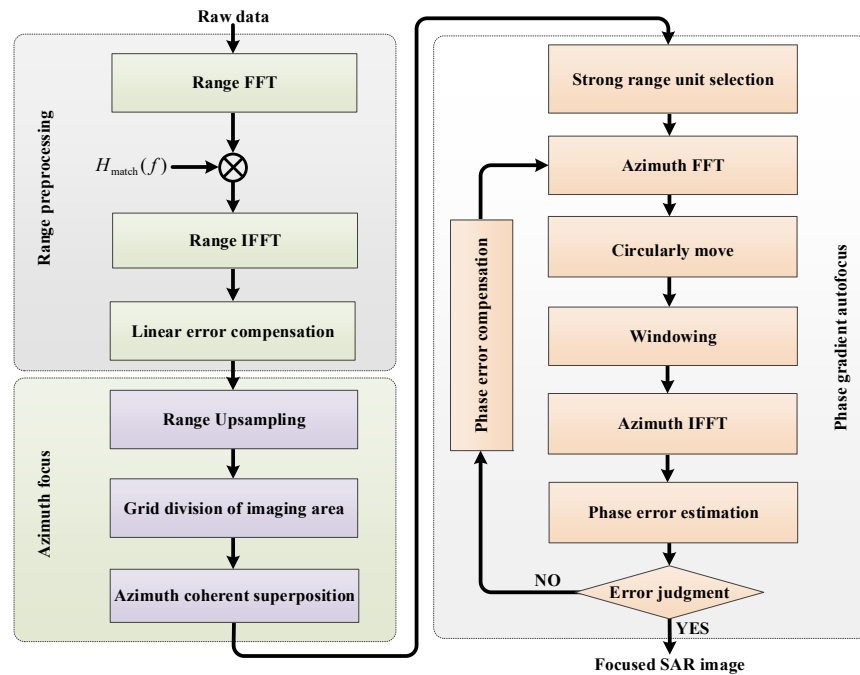 Raw data
Range preprocessing
Range FFT
H_match(f)
Range IFFT
Linear error compensation
Azimuth focus
Range Upsampling
Grid division of imaging area
Azimuth coherent superposition
Phase gradient autofocus
Strong range unit selection
Azimuth FFT
Circularly move
Windowing
Azimuth IFFT
Phase error estimation
Phase error compensation
Error judgment
NO
YES
Focused SAR image